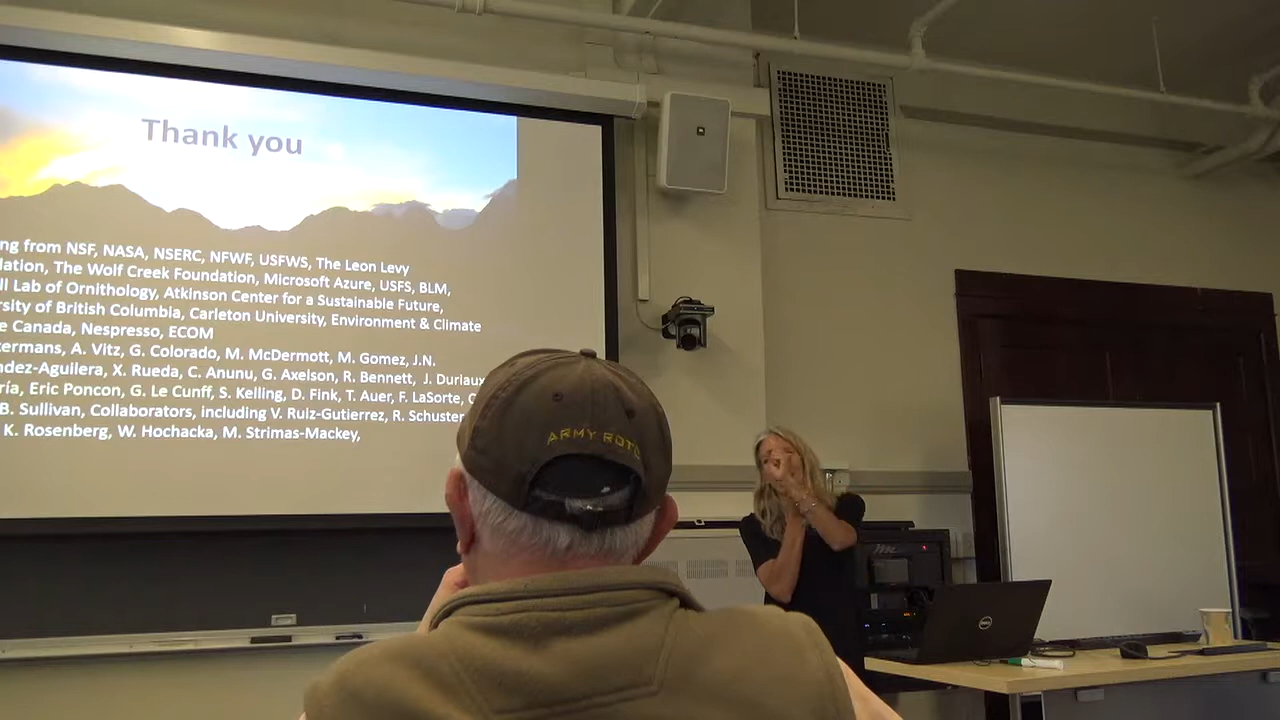 Thank you
ng from NSF, NASA, NSERC, NFWF, USFWS, The Leon Levy
lation, The Wolf Creek Foundation, Microsoft Azure, USFS, BLM,
ll Lab of Ornithology, Atkinson Center for a Sustainable Future,
rsity of British Columbia, Carleton University, Environment & Climate
e Canada, Nespresso, ECOM
ermans, A. Vitz, G. Colorado, M. McDermott, M. Gomez, J.N.
ndez-Aguilera, X. Rueda, C. Anunu, G. Axelson, R. Bennett, J. Durlaux
ría, Eric Poncon, G. Le Cunff, S. Kelling, D. Fink, T. Auer, F. LaSorte,
B. Sullivan, Collaborators, including V. Ruiz-Gutierrez, R. Schuster
K. Rosenberg, W. Hochacka, M. Strimas-Mackey,
ARMY ROTC
DELL